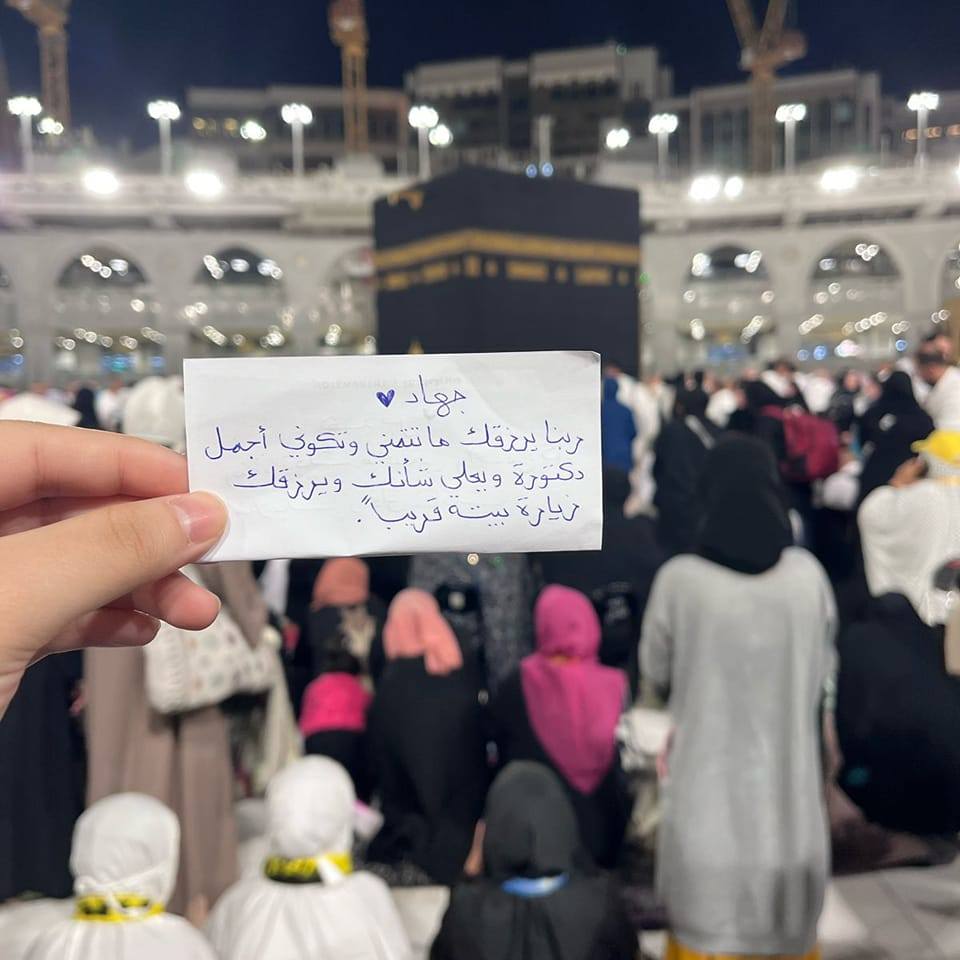 جهاد ♥
ربنا يرزقك ما تتمني وتكوني أجمل
دكتورة ويعلي شأنك ويرزقك
زيارة بيته قريباً.